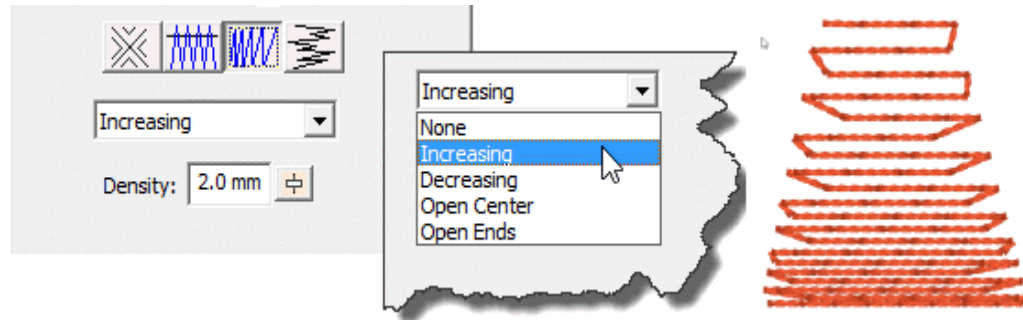 Increasing
Density: 2.0 mm
Increasing
None
Increasing
Decreasing
Open Center
Open Ends